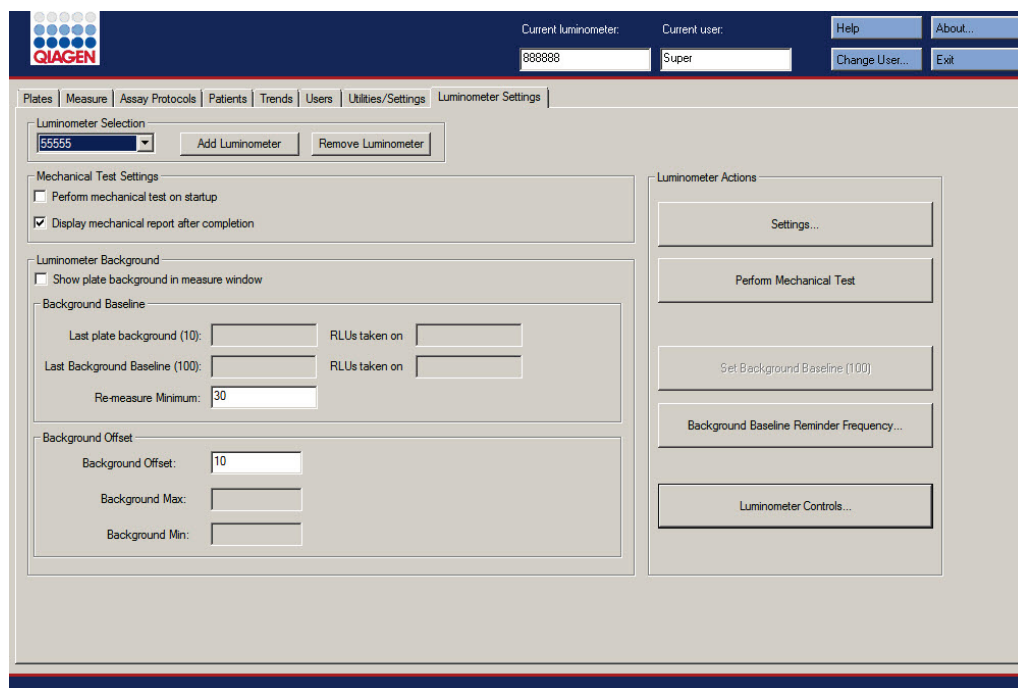 QIAGEN
Current luminometer: Current user: Help About...
888888 Super Change User... Exit
Plates Measure Assay Protocols Patients Trends Users Utilities/Settings Luminometer Settings
Luminometer Selection
55555 Add Luminometer Remove Luminometer
Mechanical Test Settings
Perform mechanical test on startup
Display mechanical report after completion
Luminometer Background
Show plate background in measure window
Background Baseline
Last plate background (10): RLUs taken on
Last Background Baseline (100): RLUs taken on
Re-measure Minimum: 30
Background Offset
Background Offset: 10
Background Max:
Background Min:
Luminometer Actions
Settings...
Perform Mechanical Test
Set Background Baseline (100)
Background Baseline Reminder Frequency...
Luminometer Controls...